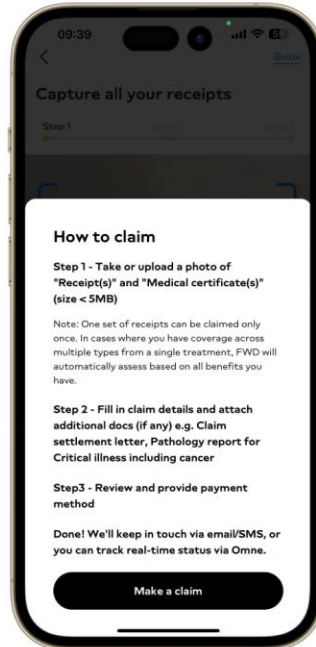 09:39
Guide
Capture all your receipts
Step 1
How to claim
Step 1 - Take or upload a photo of
"Receipt(s)" and "Medical certificate(s)"
(size < 5MB)
Note: One set of receipts can be claimed only
once. In cases where you have coverage across
multiple types from a single treatment, FWD will
automatically assess based on all benefits you
have.
Step 2 - Fill in claim details and attach
additional docs (if any) e.g. Claim
settlement letter, Pathology report for
Critical illness including cancer
Step3 - Review and provide payment
method
Done! We'll keep in touch via email/SMS, or
you can track real-time status via Omne.
Make a claim